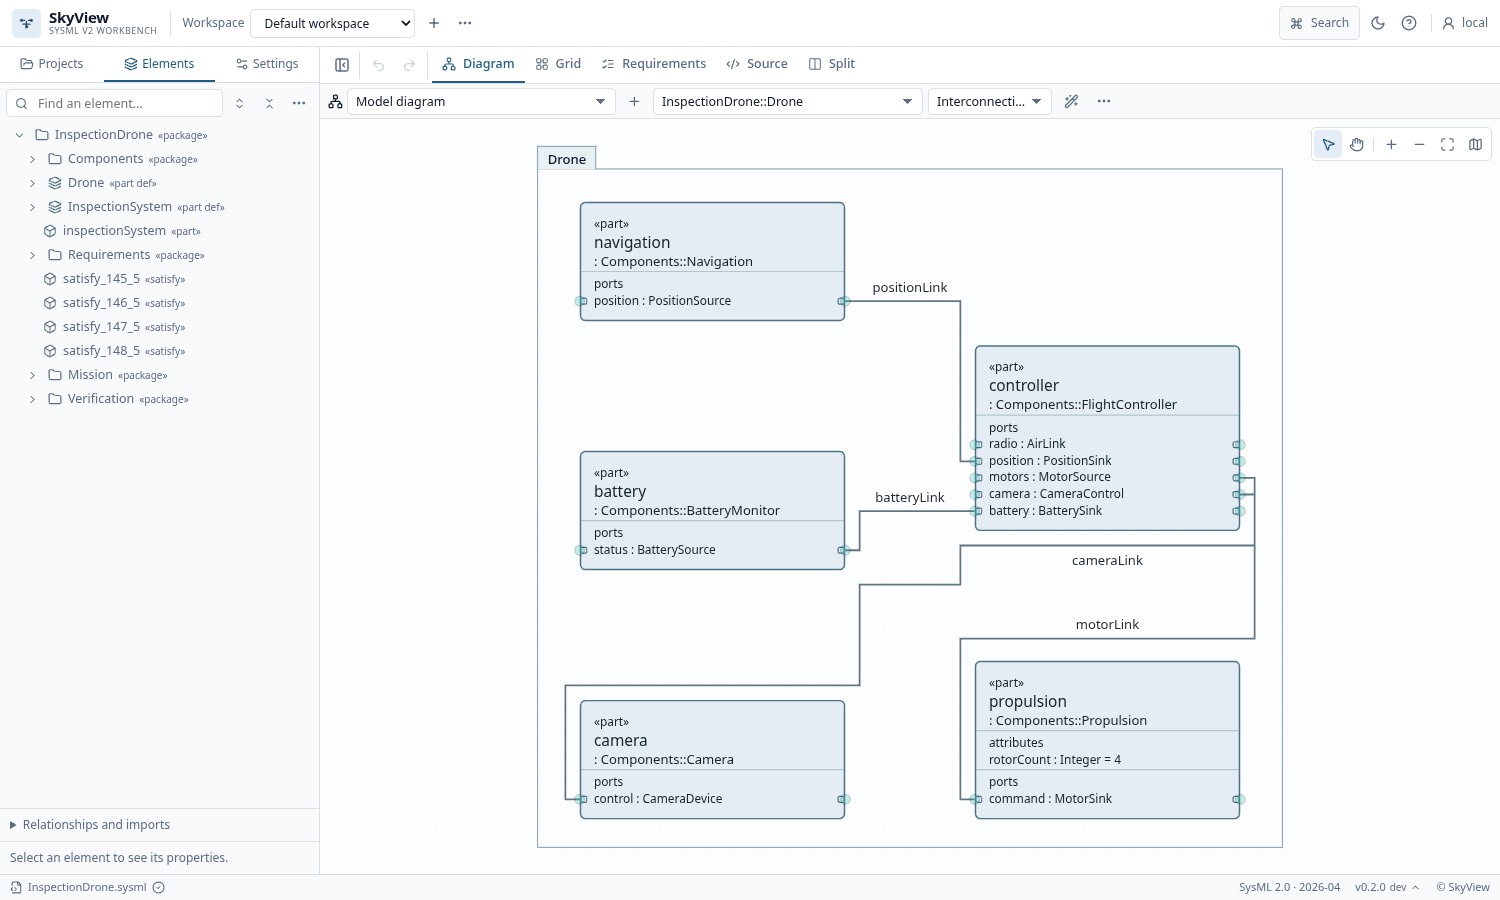 SkyView
SYSML V2 WORKBENCH
Workspace
Default workspace
Search
local
Projects
Elements
Settings
Diagram
Grid
Requirements
Source
Split
Find an element...
Model diagram
InspectionDrone::Drone
Interconnecti...
InspectionDrone «package»
Components «package»
Drone «part def»
InspectionSystem «part def»
inspectionSystem «part»
Requirements «package»
satisfy_145_5 «satisfy»
satisfy_146_5 «satisfy»
satisfy_147_5 «satisfy»
satisfy_148_5 «satisfy»
Mission «package»
Verification «package»
Relationships and imports
Select an element to see its properties.
Drone
«part»
navigation
: Components::Navigation
ports
position : PositionSource
positionLink
«part»
controller
: Components::FlightController
ports
radio : AirLink
position : PositionSink
motors : MotorSource
camera : CameraControl
battery : BatterySink
«part»
battery
: Components::BatteryMonitor
ports
status : BatterySource
batteryLink
cameraLink
motorLink
«part»
camera
: Components::Camera
ports
control : CameraDevice
«part»
propulsion
: Components::Propulsion
attributes
rotorCount : Integer = 4
ports
command : MotorSink
InspectionDrone.sysml
SysML 2.0 · 2026-04
v0.2.0 dev
© SkyView